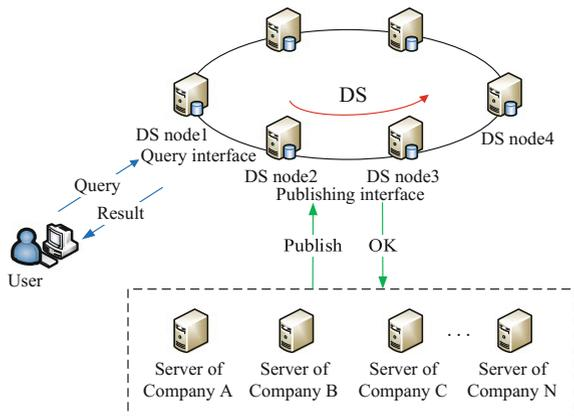 DS
DS node1
Query interface
DS node2
DS node3
DS node4
Publishing interface
Query
Result
User
Publish
OK
Server of
Company A
Server of
Company B
Server of
Company C
. . .
Server of
Company N